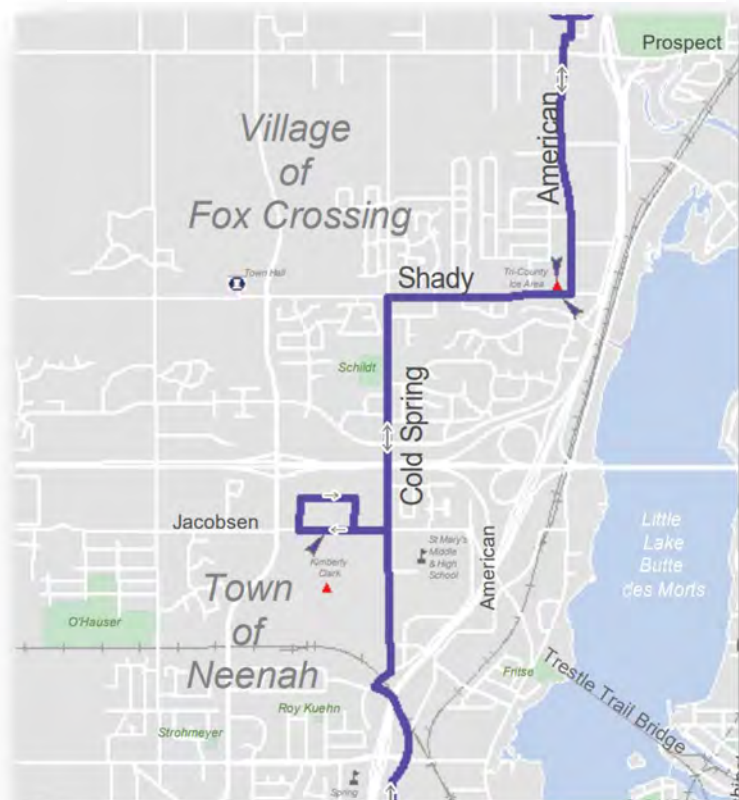 Prospect
Village
of
Fox Crossing
American
Town Hall
Tri-County
Ice Area
Shady
Schildt
Cold Spring
Jacobsen
Kimberly
Clark
St Mary's
Middle
& High
School
American
Little
Lake
Butte
des Morts
O'Hauser
Town
of
Neenah
Fritse
Trestle Trail Bridge
Roy Kuehn
Strohmeyer
Spring